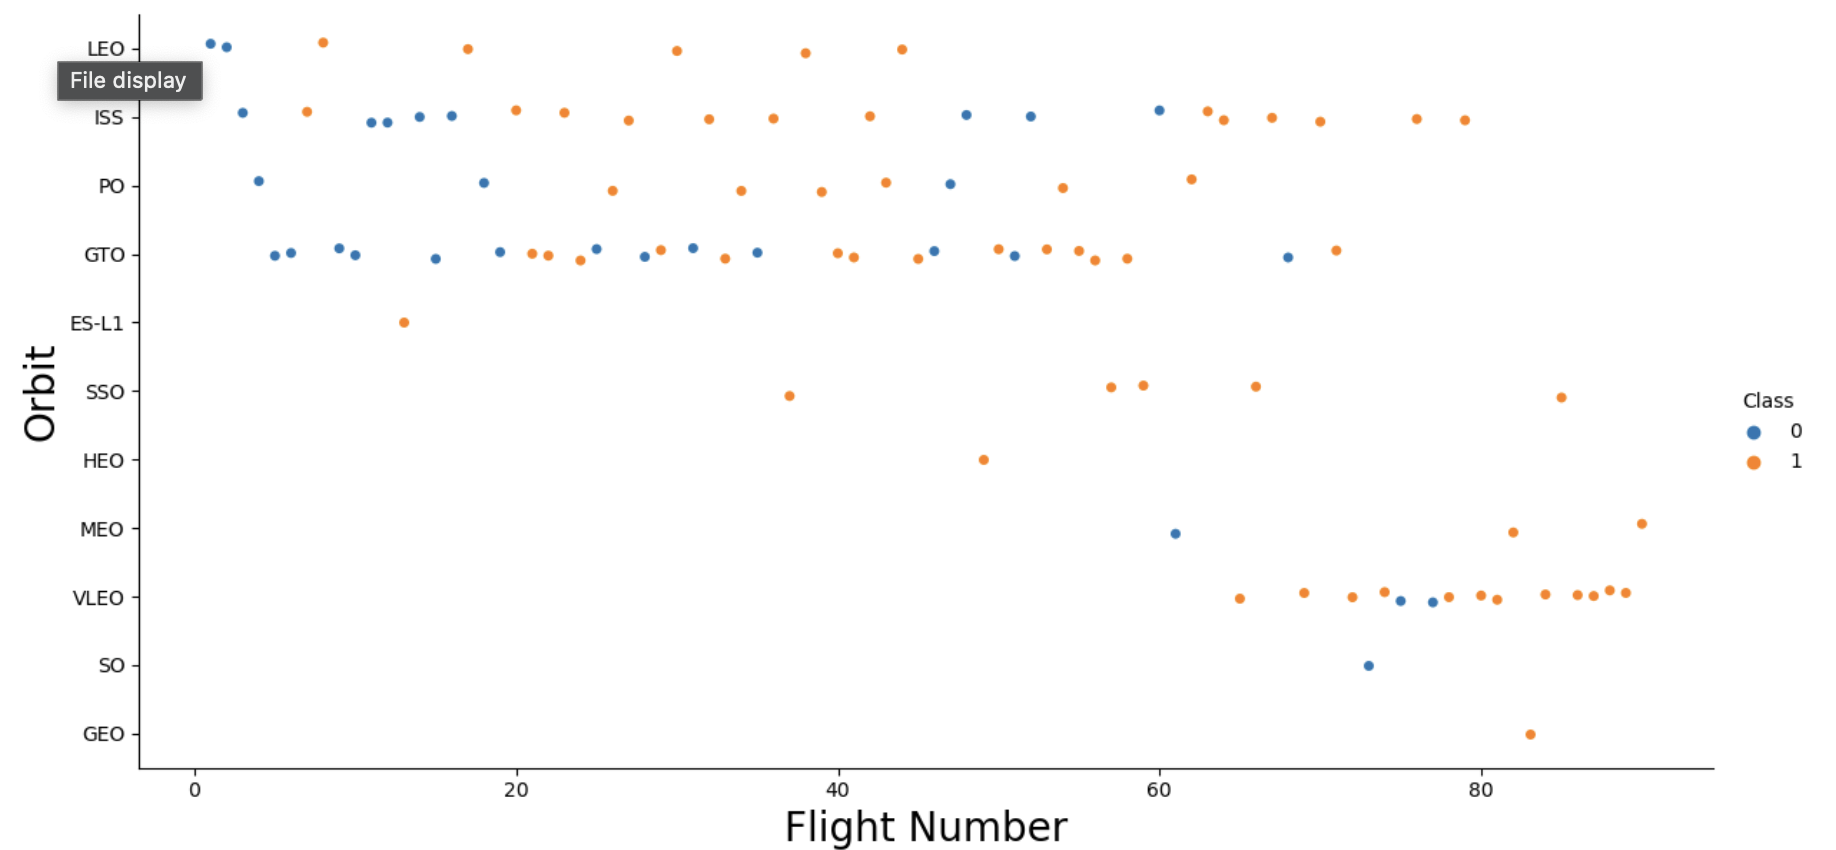 LEO
File display
ISS
PO
GTO
ES-L1
SSO
HEO
MEO
VLEO
SO
GEO
Orbit
0 20 40 60 80
Flight Number
Class
0
1